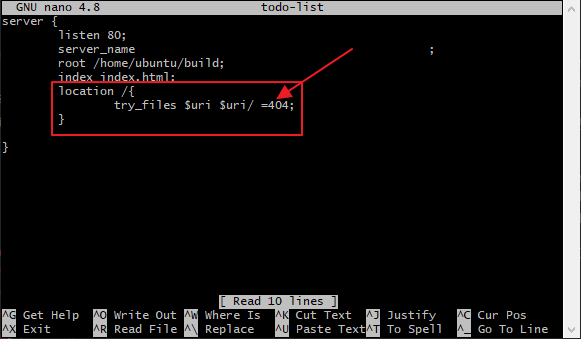 GNU nano 4.8 todo-list
server {
listen 80;
server_name ;
root /home/ubuntu/build;
index index.html;
location /{
try_files $uri $uri/ =404;
}
}
[ Read 10 lines ]
^G Get Help ^O Write Out ^W Where Is ^K Cut Text ^J Justify ^C Cur Pos
^X Exit ^R Read File ^\ Replace ^U Paste Text ^T To Spell ^_ Go To Line